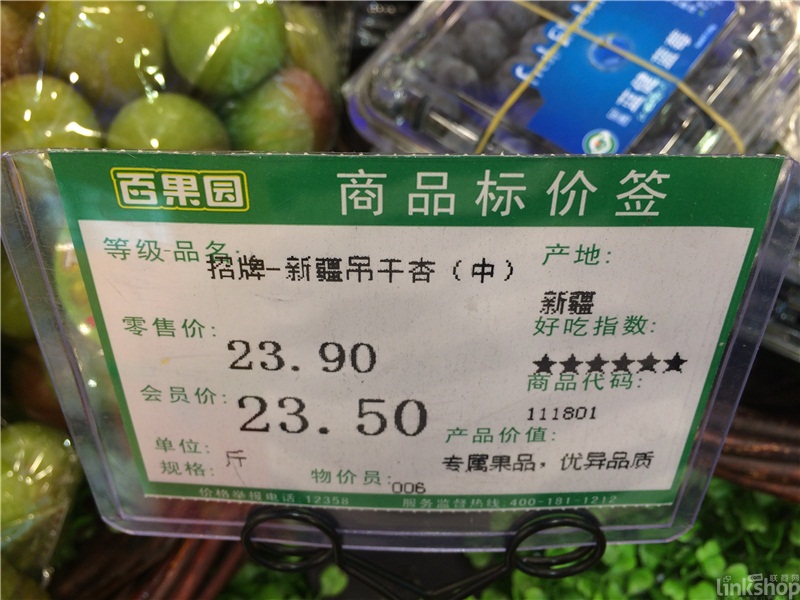 蓝莓
百果园 商品标价签
等级-品名: 招牌-新疆吊干杏（中）
产地: 新疆
零售价: 23.90
好吃指数: ★★★★★★
会员价: 23.50
商品代码: 111801
产品价值: 专属果品，优异品质
单位: 斤
规格:
物价员: 006
价格举报电话 12358 服务监督热线:400-181-1212
联商网
linkshop